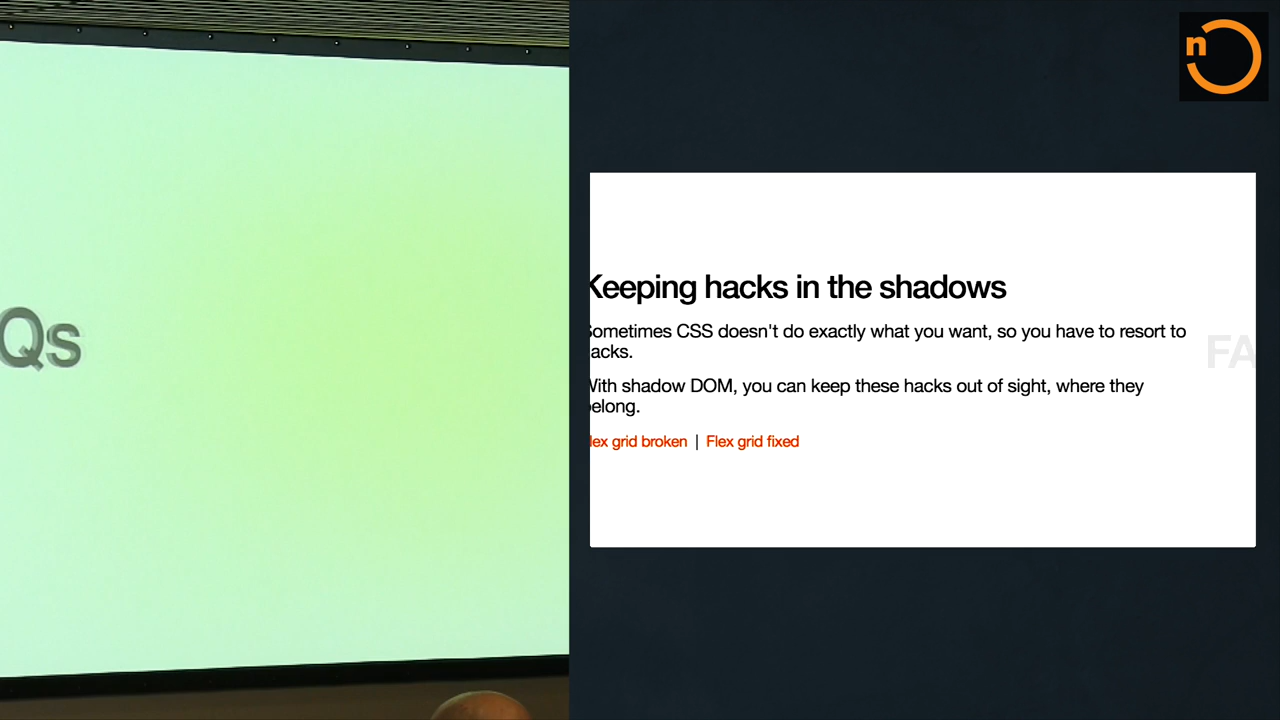 Qs
n
Keeping hacks in the shadows
Sometimes CSS doesn't do exactly what you want, so you have to resort to
hacks.
With shadow DOM, you can keep these hacks out of sight, where they
belong.
Flex grid broken | Flex grid fixed
FA